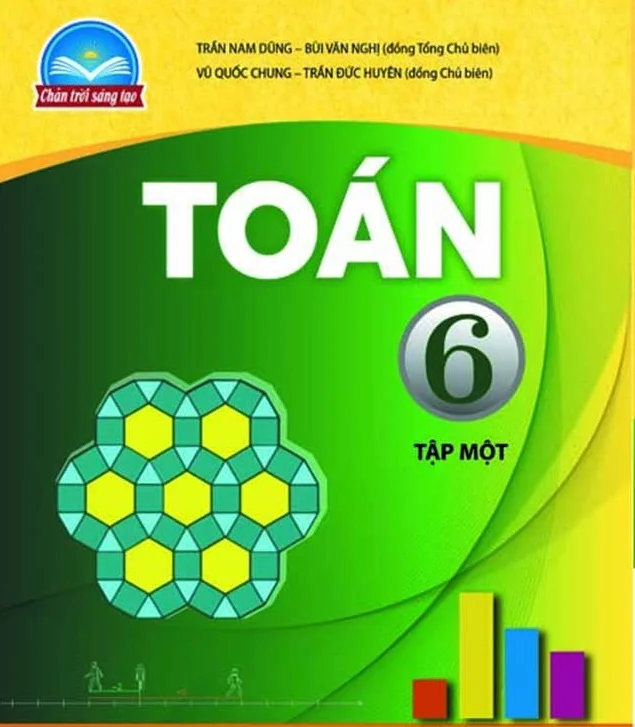 TRẦN NAM DŨNG – BÙI VĂN NGHỊ (đồng Tổng Chủ biên)
VŨ QUỐC CHUNG – TRẦN ĐỨC HUYÊN (đồng Chủ biên)
Chân trời sáng tạo
TOÁN
6
TẬP MỘT